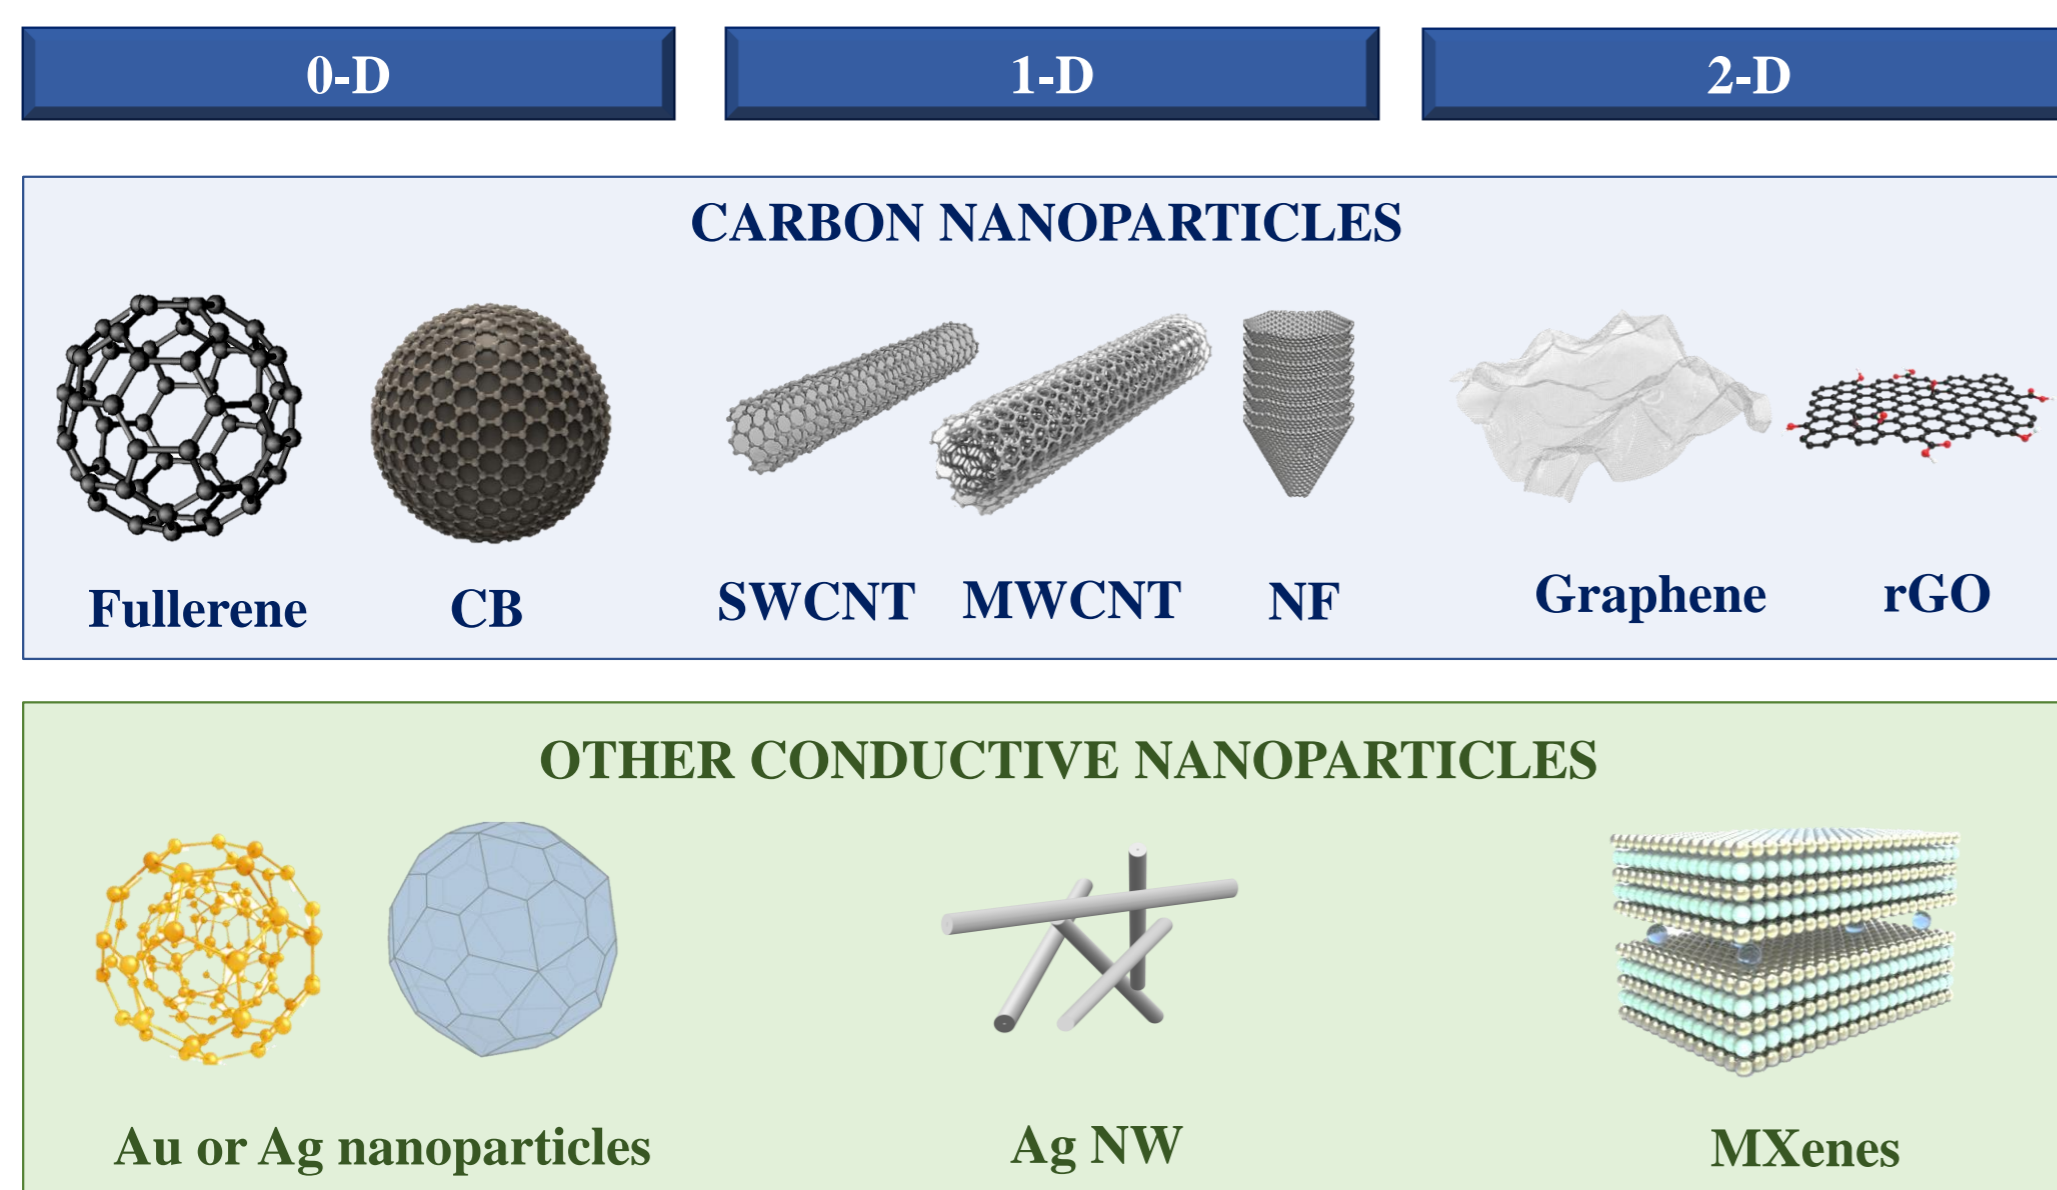 0-D
1-D
2-D
CARBON NANOPARTICLES
Fullerene
CB
SWCNT
MWCNT
NF
Graphene
rGO
OTHER CONDUCTIVE NANOPARTICLES
Au or Ag nanoparticles
Ag NW
MXenes